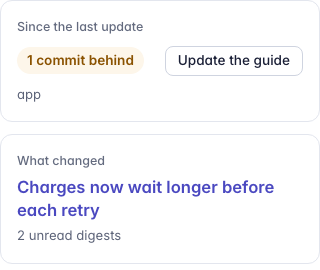 Since the last update
1 commit behind
Update the guide
app
What changed
Charges now wait longer before
each retry
2 unread digests